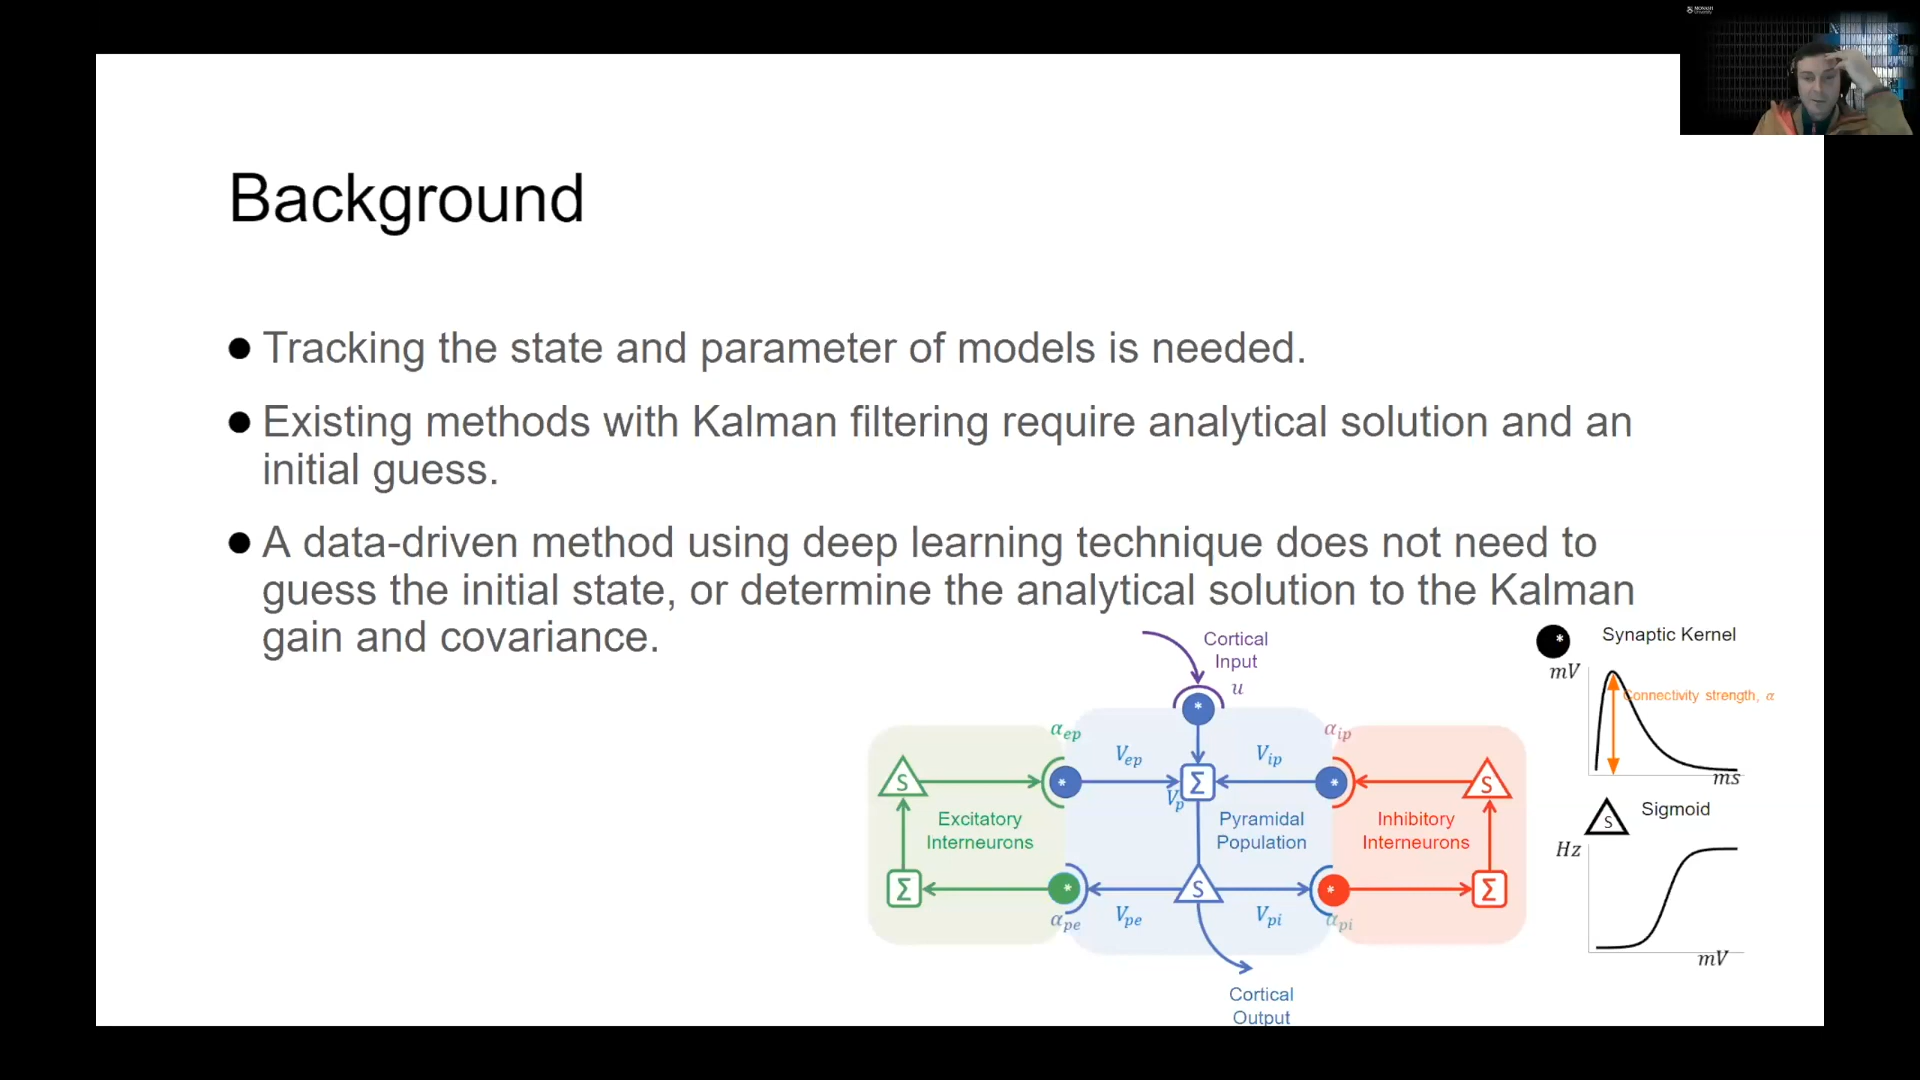 MONASH
University
Background
Tracking the state and parameter of models is needed.
Existing methods with Kalman filtering require analytical solution and an
initial guess.
A data-driven method using deep learning technique does not need to
guess the initial state, or determine the analytical solution to the Kalman
gain and covariance.
Cortical
Input
u
*
α_ep
V_ep
V_ip
α_ip
S
*
Σ
*
S
V_p
Excitatory
Interneurons
Pyramidal
Population
Inhibitory
Interneurons
Σ
*
S
*
Σ
α_pe
V_pe
V_pi
α_pi
Cortical
Output
*
Synaptic Kernel
mV
Connectivity strength, α
ms
S
Sigmoid
Hz
mV